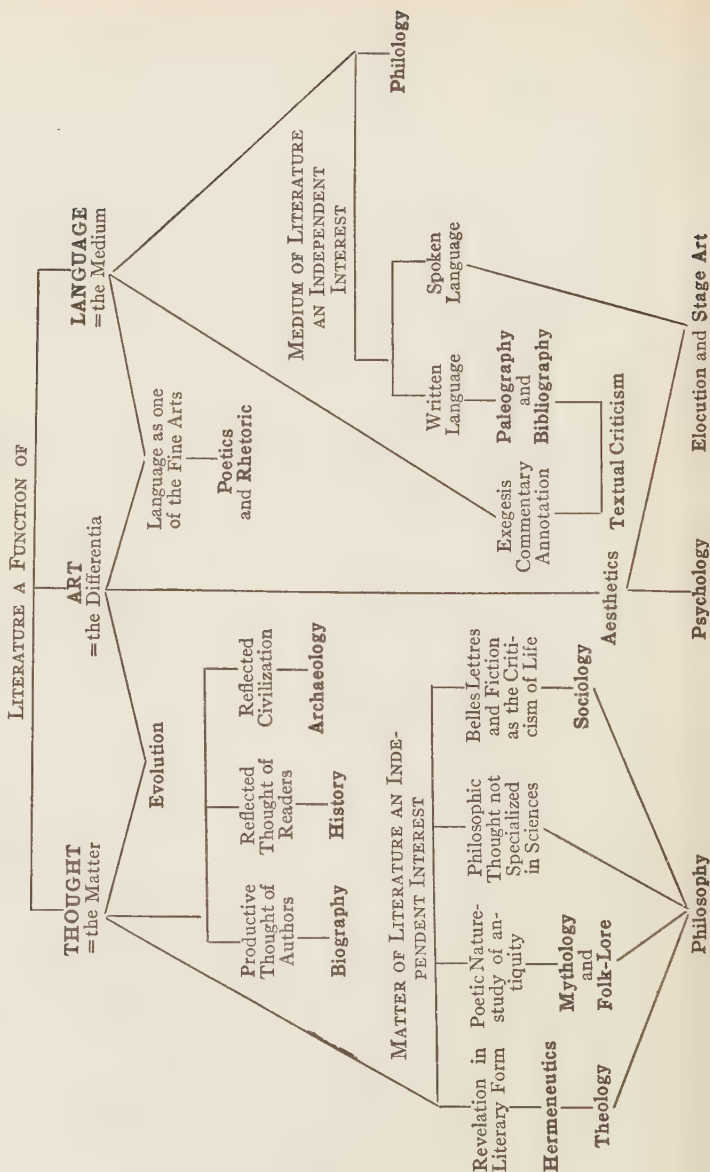 LITERATURE A FUNCTION OF
THOUGHT
=the Matter
ART
=the Differentia
LANGUAGE
=the Medium
Evolution
Language as one
of the Fine Arts
Poetics
and Rhetoric
Productive
Thought of
Authors
Biography
Reflected
Thought of
Readers
History
Reflected
Civilization
Archaeology
MEDIUM OF LITERATURE
AN INDEPENDENT
INTEREST
Philology
Written
Language
Spoken
Language
Paleography
and
Bibliography
Exegesis
Commentary
Annotation
Textual Criticism
MATTER OF LITERATURE AN INDE-
PENDENT INTEREST
Revelation in
Literary Form
Hermeneutics
Theology
Poetic Nature-
study of an-
tiquity
Mythology
and
Folk-Lore
Philosophic
Thought not
Specialized
in Sciences
Belles Lettres
and Fiction
as the Criti-
cism of Life
Sociology
Aesthetics
Philosophy
Psychology
Elocution and Stage Art